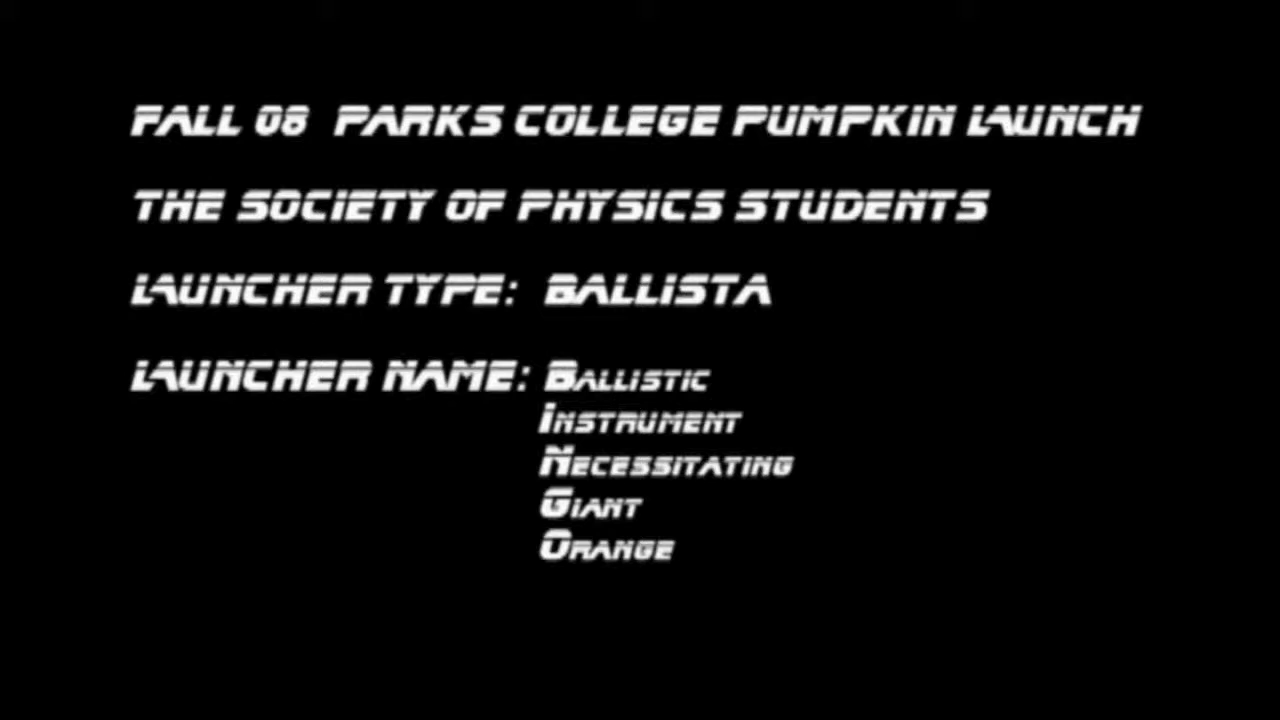 FALL 08 PARKS COLLEGE PUMPKIN LAUNCH
THE SOCIETY OF PHYSICS STUDENTS
LAUNCHER TYPE: BALLISTA
LAUNCHER NAME: BALLISTIC
INSTRUMENT
NECESSITATING
GIANT
ORANGE